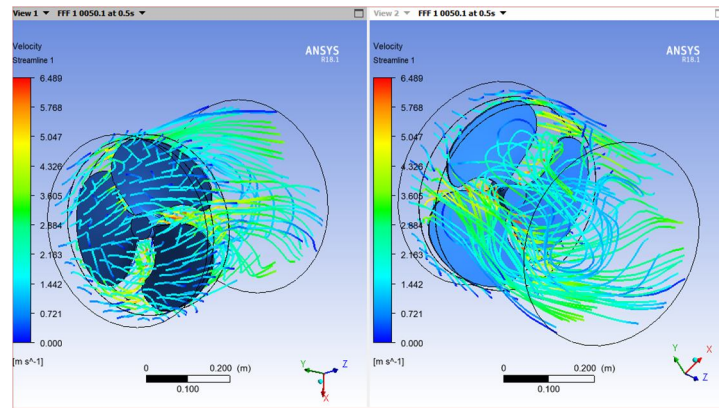 View 1 ▼ FFF 1 0050.1 at 0.5s ▼
ANSYS
R18.1
Velocity
Streamline 1
6.489
5.768
5.047
4.326
3.605
2.884
2.163
1.442
0.721
0.000
[m s^-1]
0 0.200 (m)
0.100
Y Z
X
View 2 ▼ FFF 1 0050.1 at 0.5s ▼
ANSYS
R18.1
Velocity
Streamline 1
6.489
5.768
5.047
4.326
3.605
2.884
2.163
1.442
0.721
0.000
[m s^-1]
0 0.200 (m)
0.100
Y X
Z